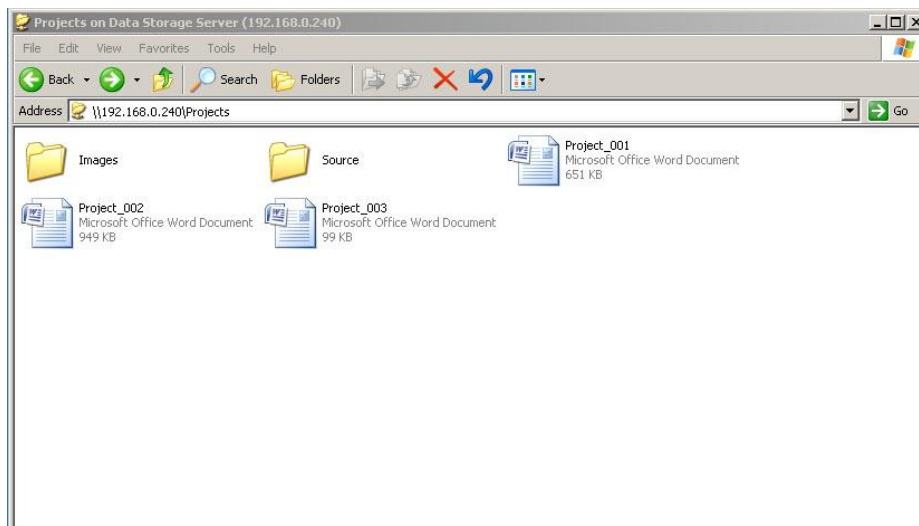 Projects on Data Storage Server (192.168.0.240)
File Edit View Favorites Tools Help
Back Search Folders
Address \\192.168.0.240\Projects Go
Images Source Project_001
Microsoft Office Word Document
651 KB
Project_002 Project_003
Microsoft Office Word Document Microsoft Office Word Document
949 KB 99 KB